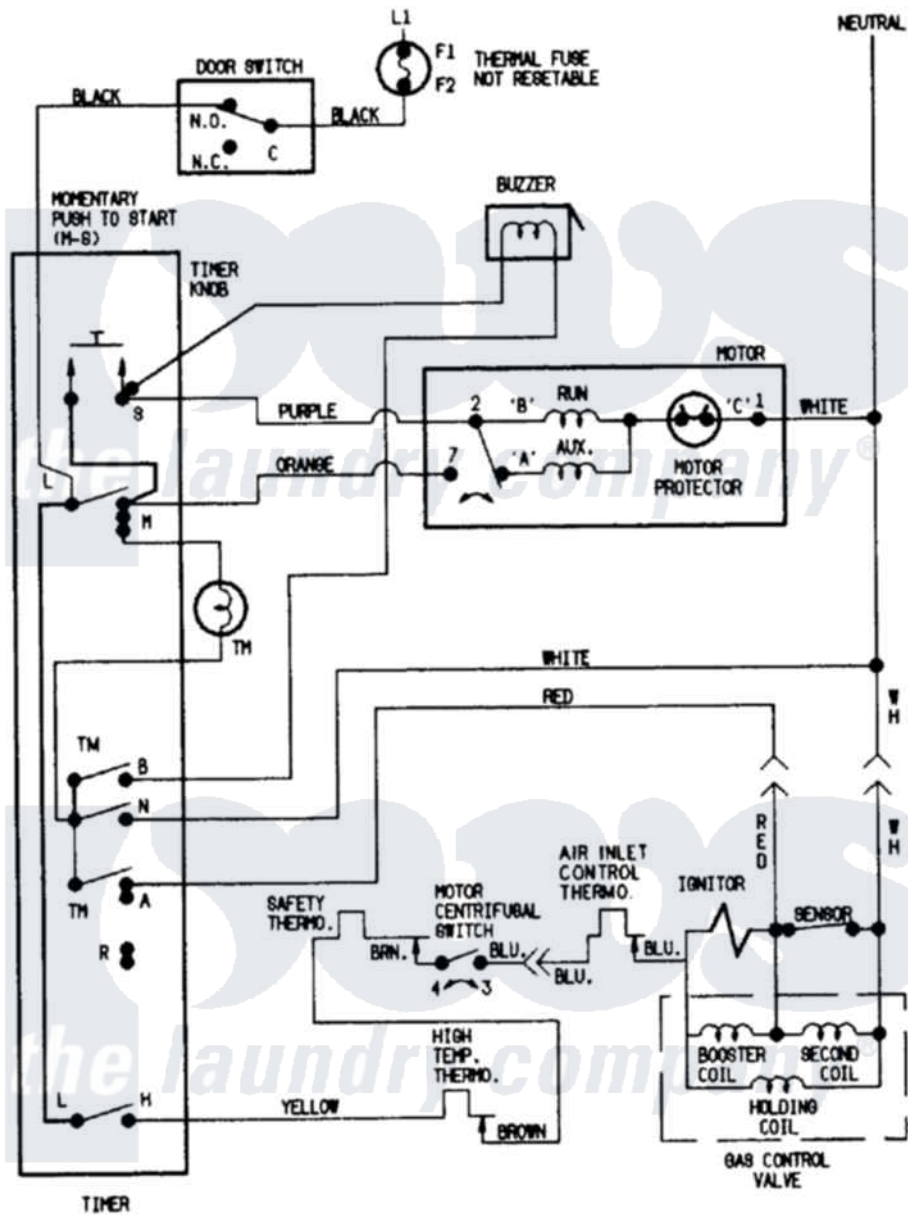 L1
NEUTRAL
F1
THERMAL FUSE
NOT RESETABLE
F2
DOOR SWITCH
BLACK
N.O.
BLACK
C
N.C.
BUZZER
MOMENTARY
PUSH TO START
(M-S)
TIMER
KNOB
MOTOR
T
S
PURPLE
2
'B'
RUN
'C'
1
WHITE
ORANGE
7
'A'
AUX.
MOTOR
PROTECTOR
L
M
the laundry company®
TM
WHITE
RED
WH
TM
B
N
RED
WH
AIR INLET
CONTROL
THERMO.
IGNITOR
SENSOR
TM
A
SAFETY
THERMO.
MOTOR
CENTRIFUGAL
SWITCH
R
BRN.
BLU.
BLU.
BLU.
4
3
the laundry company®
HIGH
TEMP.
THERMO.
BOOSTER
COIL
SECOND
COIL
L
H
YELLOW
BROWN
HOLDING
COIL
GAS CONTROL
VALVE
TIMER